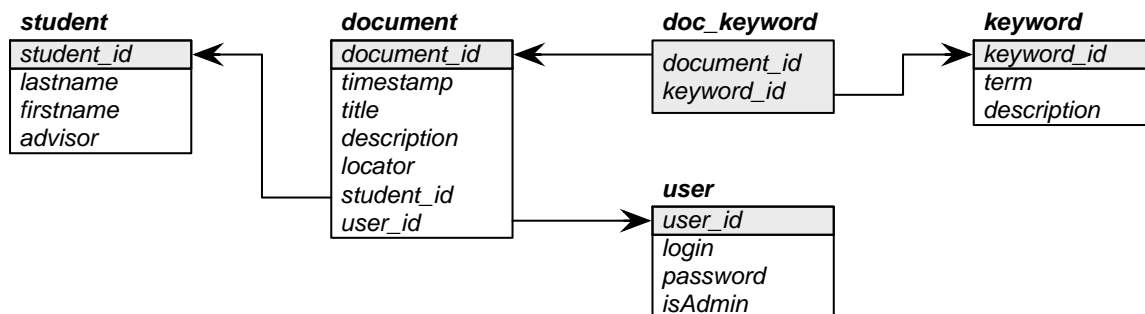 student
student_id
lastname
firstname
advisor
document
document_id
timestamp
title
description
locator
student_id
user_id
doc_keyword
document_id
keyword_id
keyword
keyword_id
term
description
user
user_id
login
password
isAdmin